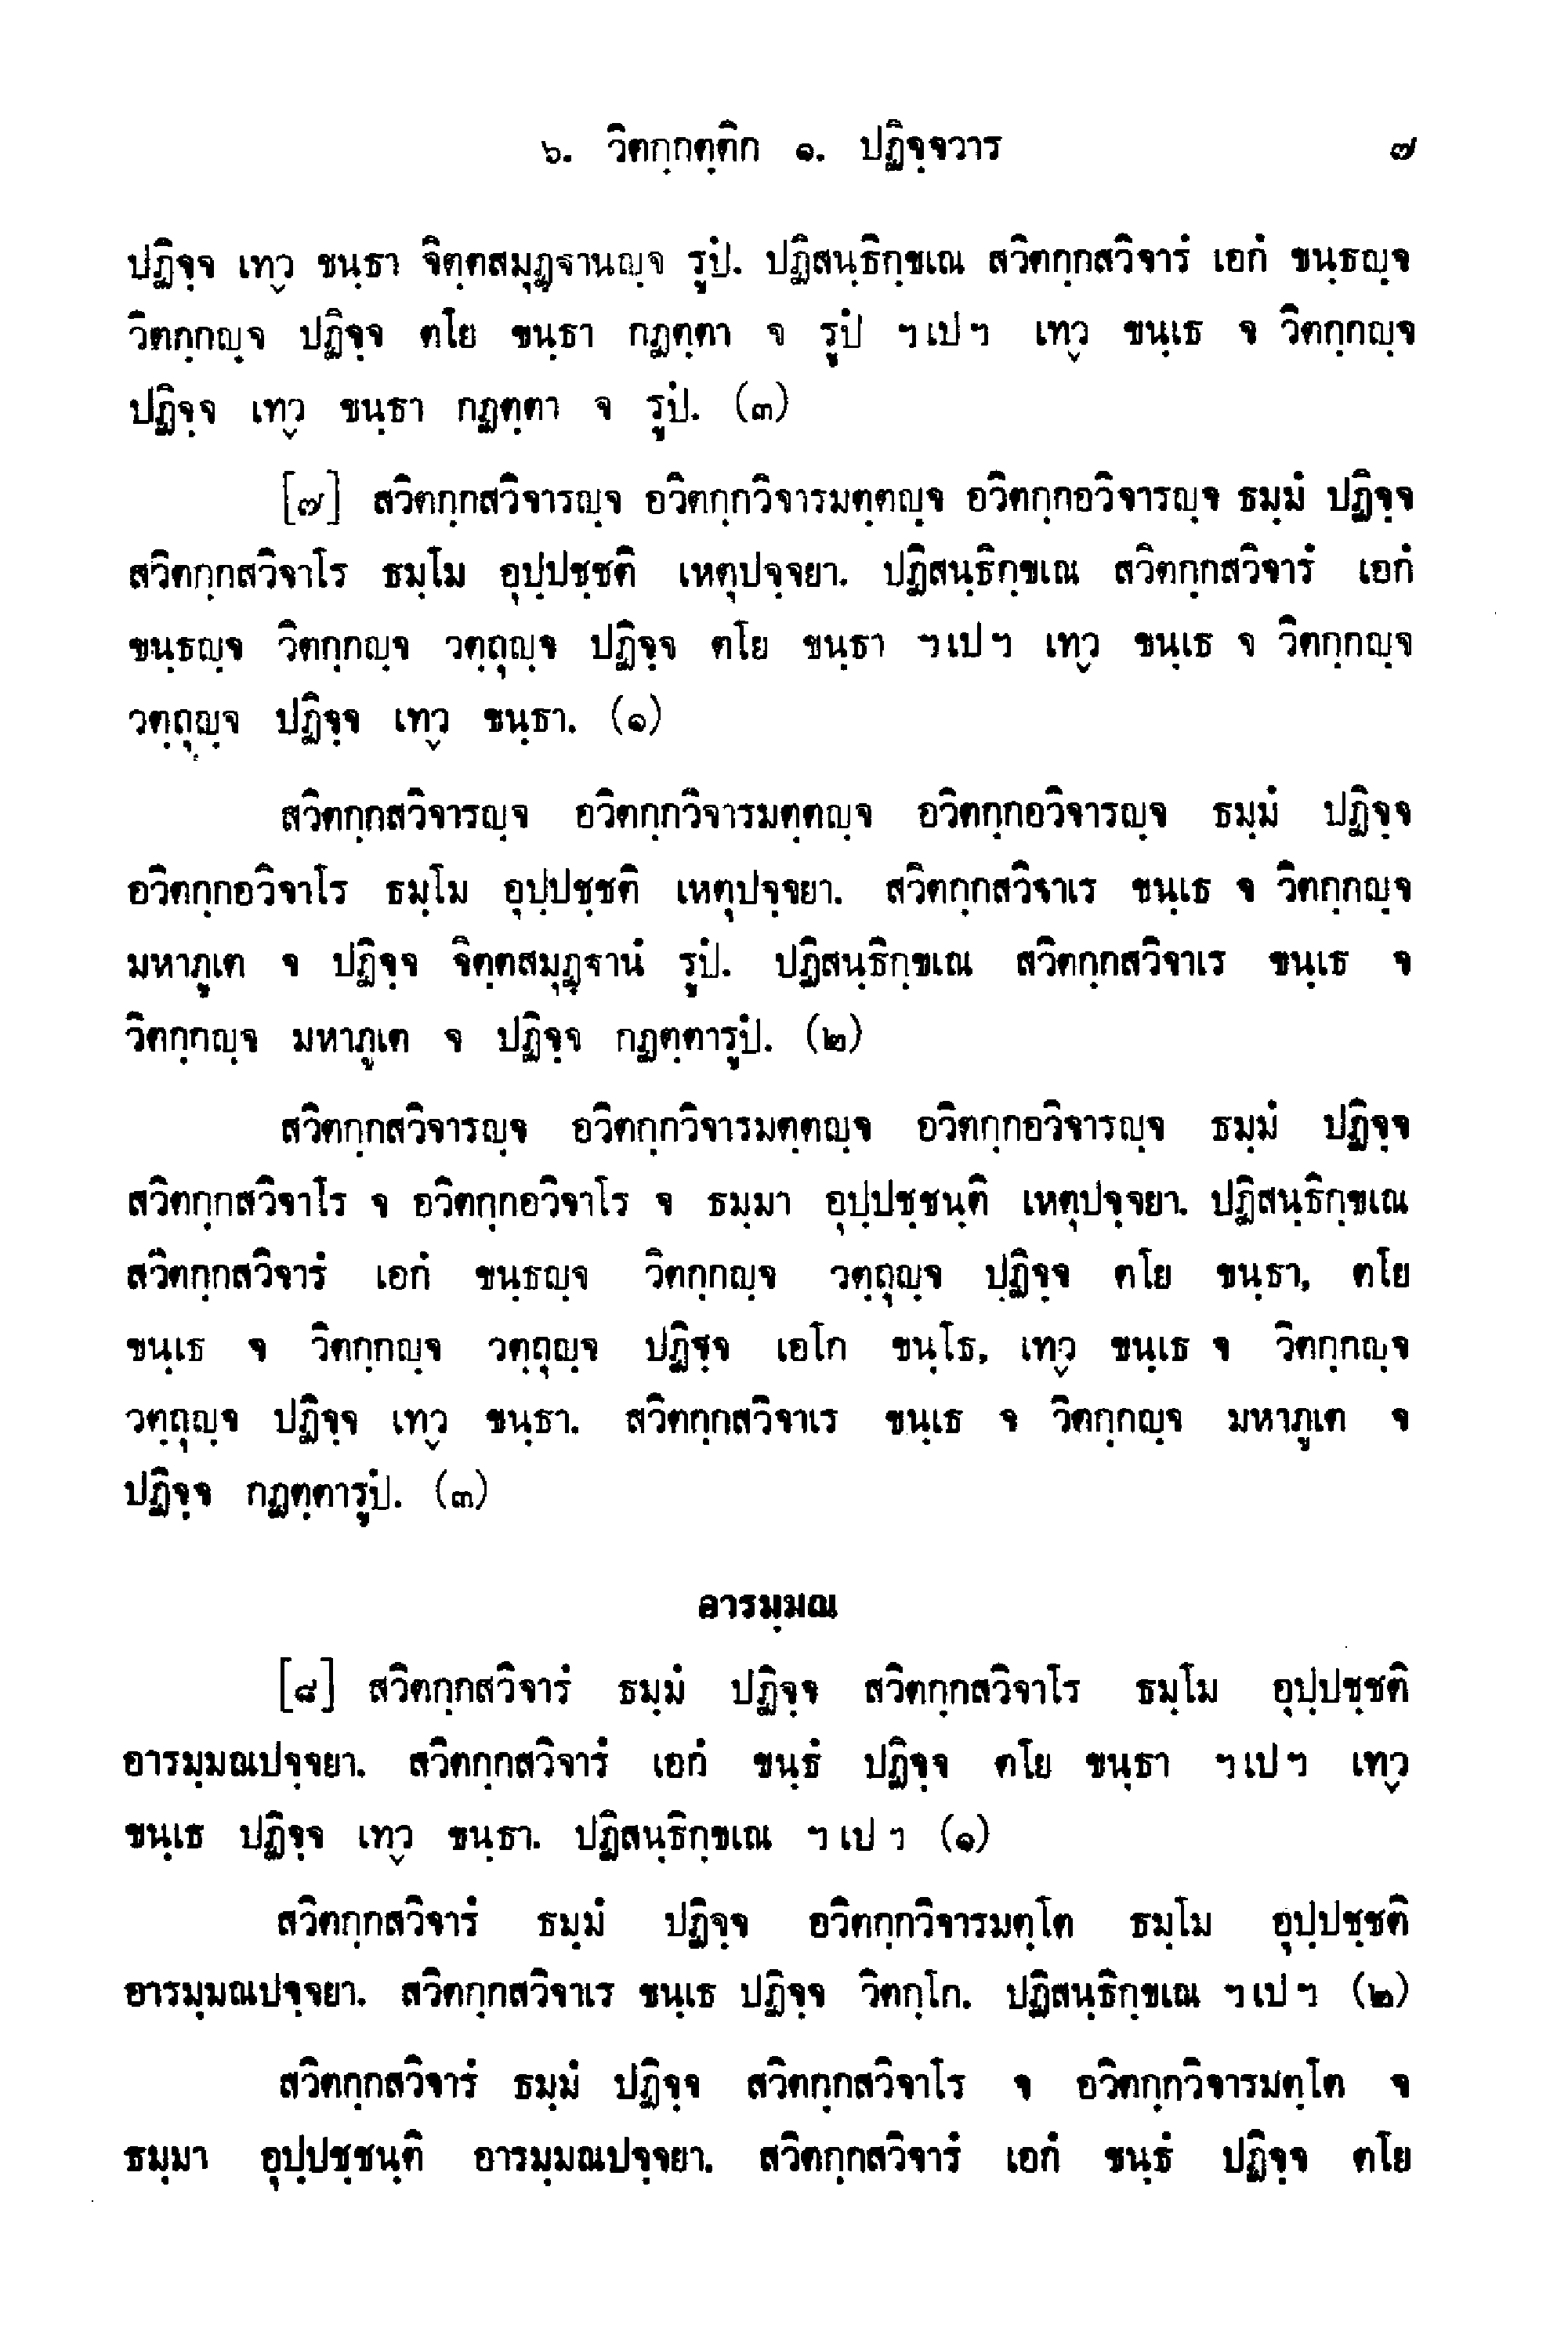 ๖. วิตกฺกตฺติก ๑. ปฏิจฺจวาร ๗
ปฏิจฺจ เทฺว ขนฺธา จิตฺตสมุฏฺฐานญฺจ รูปํ. ปฏิสนฺธิกฺขเณ สวิตกฺกสวิจารํ เอกํ ขนฺธญฺจ
วิตกฺกญฺจ ปฏิจฺจ ตโย ขนฺธา กฏตฺตา จ รูปํ ฯเปฯ เทฺว ขนฺเธ จ วิตกฺกญฺจ
ปฏิจฺจ เทฺว ขนฺธา กฏตฺตา จ รูปํ. (๓)
[๗] สวิตกฺกสวิจารญฺจ อวิตกฺกวิจารมตฺตญฺจ อวิตกฺกอวิจารญฺจ ธมฺมํ ปฏิจฺจ
สวิตกฺกสวิจาโร ธมฺโม อุปฺปชฺชติ เหตุปจฺจยา. ปฏิสนฺธิกฺขเณ สวิตกฺกสวิจารํ เอกํ
ขนฺธญฺจ วิตกฺกญฺจ วตฺถุญฺจ ปฏิจฺจ ตโย ขนฺธา ฯเปฯ เทฺว ขนฺเธ จ วิตกฺกญฺจ
วตฺถุญฺจ ปฏิจฺจ เทฺว ขนฺธา. (๑)
สวิตกฺกสวิจารญฺจ อวิตกฺกวิจารมตฺตญฺจ อวิตกฺกอวิจารญฺจ ธมฺมํ ปฏิจฺจ
อวิตกฺกอวิจาโร ธมฺโม อุปฺปชฺชติ เหตุปจฺจยา. สวิตกฺกสวิจาเร ขนฺเธ จ วิตกฺกญฺจ
มหาภูเต จ ปฏิจฺจ จิตฺตสมุฏฺฐานํ รูปํ. ปฏิสนฺธิกฺขเณ สวิตกฺกสวิจาเร ขนฺเธ จ
วิตกฺกญฺจ มหาภูเต จ ปฏิจฺจ กฏตฺตารูปํ. (๒)
สวิตกฺกสวิจารญฺจ อวิตกฺกวิจารมตฺตญฺจ อวิตกฺกอวิจารญฺจ ธมฺมํ ปฏิจฺจ
สวิตกฺกสวิจาโร จ อวิตกฺกอวิจาโร จ ธมฺมา อุปฺปชฺชนฺติ เหตุปจฺจยา. ปฏิสนฺธิกฺขเณ
สวิตกฺกสวิจารํ เอกํ ขนฺธญฺจ วิตกฺกญฺจ วตฺถุญฺจ ปฺฏิจฺจ ตโย ขนฺธา, ตโย
ขนฺเธ จ วิตกฺกญฺจ วตฺถุญฺจ ปฏิจฺจ เอโก ขนฺโธ, เทฺว ขนฺเธ จ วิตกฺกญฺจ
วตฺถุญฺจ ปฏิจฺจ เทฺว ขนฺธา. สวิตกฺกสวิจาเร ขนฺเธ จ วิตกฺกญฺจ มหาภูเต จ
ปฏิจฺจ กฏตฺตารูปํ. (๓)
อารมฺมณ
[๘] สวิตกฺกสวิจารํ ธมฺมํ ปฏิจฺจ สวิตกฺกสวิจาโร ธมฺโม อุปฺปชฺชติ
อารมฺมณปจฺจยา. สวิตกฺกสวิจารํ เอกํ ขนฺธํ ปฏิจฺจ ตโย ขนฺธา ฯเปฯ เทฺว
ขนฺเธ ปฏิจฺจ เทฺว ขนฺธา. ปฏิสนฺธิกฺขเณ ฯเปฯ (๑)
สวิตกฺกสวิจารํ ธมฺมํ ปฏิจฺจ อวิตกฺกวิจารมตฺโต ธมฺโม อุปฺปชฺชติ
อารมฺมณปจฺจยา. สวิตกฺกสวิจาเร ขนฺเธ ปฏิจฺจ วิตกฺโก. ปฏิสนฺธิกฺขเณ ฯเปฯ (๒)
สวิตกฺกสวิจารํ ธมฺมํ ปฏิจฺจ สวิตกฺกสวิจาโร จ อวิตกฺกวิจารมตฺโต จ
ธมฺมา อุปฺปชฺชนฺติ อารมฺมณปจฺจยา. สวิตกฺกสวิจารํ เอกํ ขนฺธํ ปฏิจฺจ ตโย